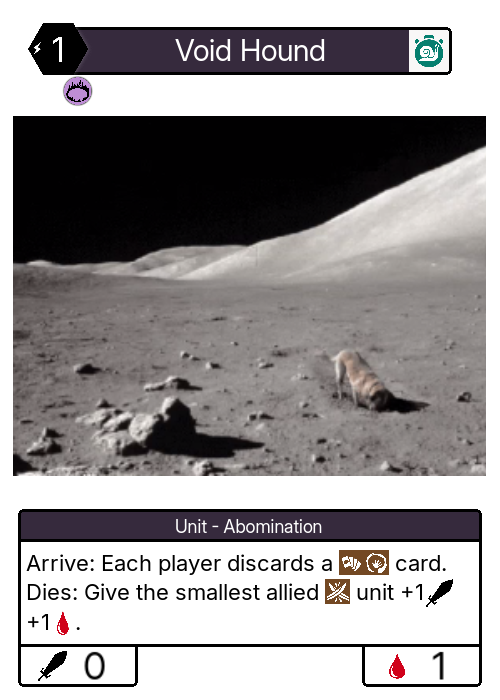 1
Void Hound
Unit - Abomination
Arrive: Each player discards a card.
Dies: Give the smallest allied unit +1
+1 .
0
1